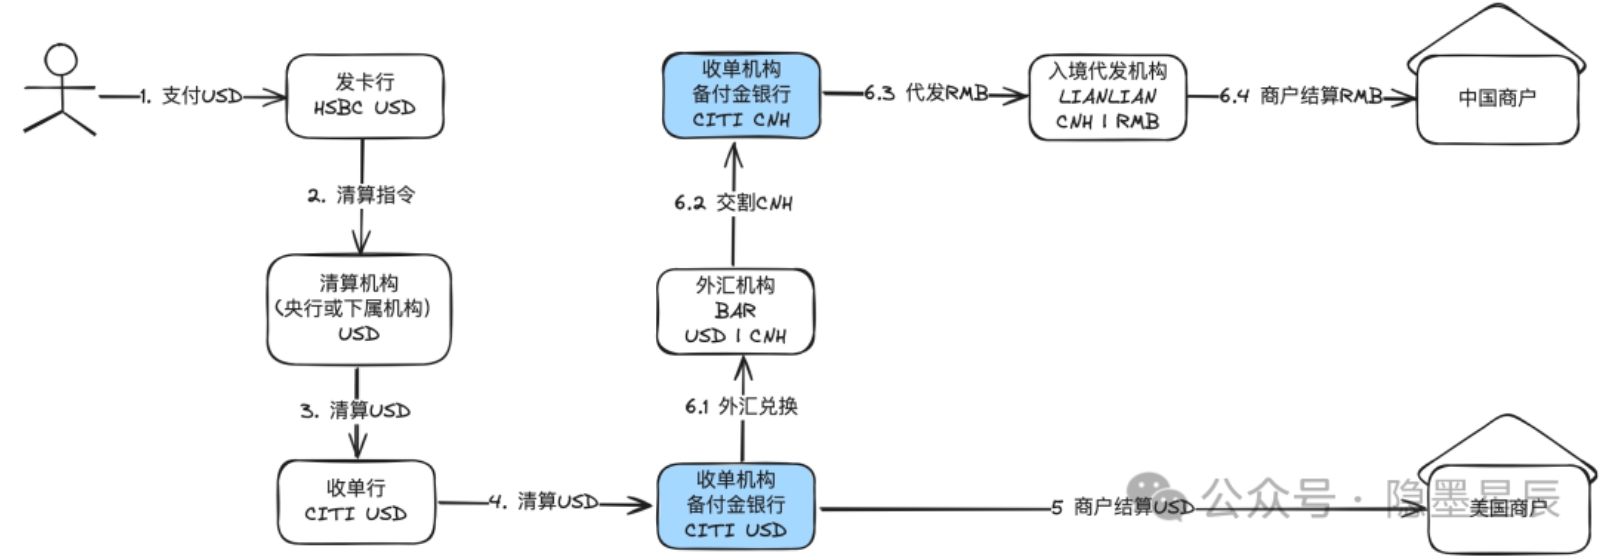 1. 支付USD
发卡行
HSBC USD
2. 清算指令
清算机构
(央行或下属机构)
USD
3. 清算USD
收单行
CITI USD
4. 清算USD
收单机构
备付金银行
CITI USD
5 商户结算USD
美国商户
6.1 外汇兑换
外汇机构
BAR
USD | CNH
6.2 交割CNH
收单机构
备付金银行
CITI CNH
6.3 代发RMB
入境代发机构
LIANLIAN
CNH | RMB
6.4 商户结算RMB
中国商户
公众号·隐墨星辰